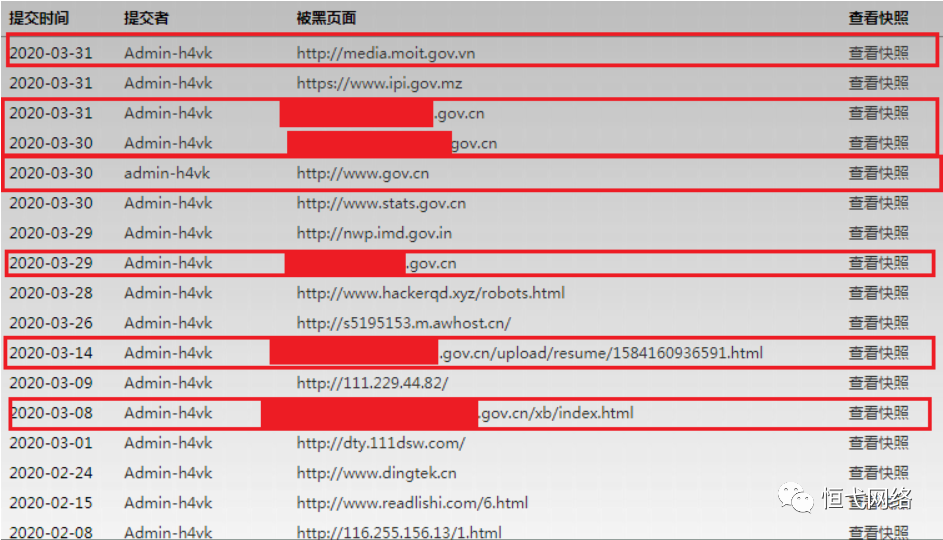 提交时间 提交者 被黑页面 查看快照
2020-03-31 Admin-h4vk http://media.moit.gov.vn 查看快照
2020-03-31 Admin-h4vk https://www.ipi.gov.mz 查看快照
2020-03-31 Admin-h4vk .gov.cn 查看快照
2020-03-30 Admin-h4vk gov.cn 查看快照
2020-03-30 admin-h4vk http://www.gov.cn 查看快照
2020-03-30 Admin-h4vk http://www.stats.gov.cn 查看快照
2020-03-29 Admin-h4vk http://nwp.imd.gov.in 查看快照
2020-03-29 Admin-h4vk .gov.cn 查看快照
2020-03-28 Admin-h4vk http://www.hackerqd.xyz/robots.html 查看快照
2020-03-26 Admin-h4vk http://s5195153.m.awhost.cn/ 查看快照
2020-03-14 Admin-h4vk .gov.cn/upload/resume/1584160936591.html 查看快照
2020-03-09 Admin-h4vk http://111.229.44.82/ 查看快照
2020-03-08 Admin-h4vk .gov.cn/xb/index.html 查看快照
2020-03-01 Admin-h4vk http://dty.111dsw.com/ 查看快照
2020-02-24 Admin-h4vk http://www.dingtek.cn 查看快照
2020-02-15 Admin-h4vk http://www.readlishi.com/6.html 查看快照
恒弋网络
2020-02-08 Admin-h4vk http://116.255.156.13/1.html 查看快照